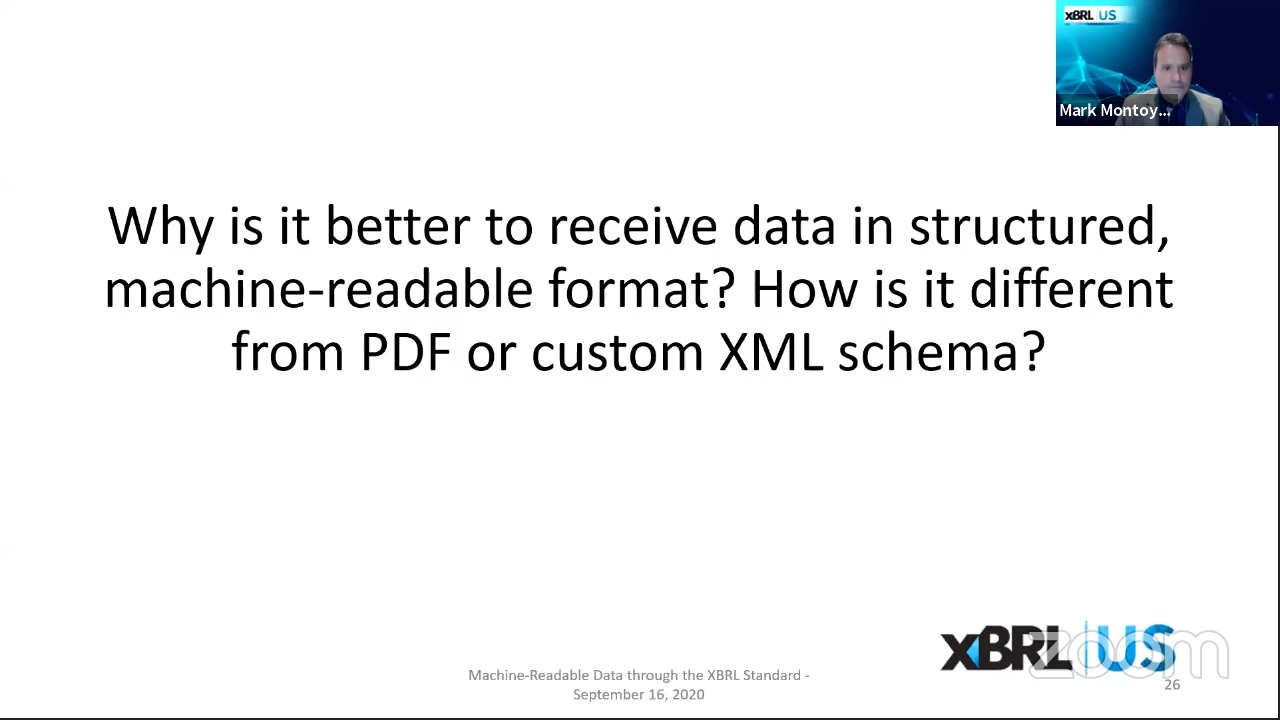 XBRL US
Mark Montoy...
Why is it better to receive data in structured,
machine-readable format? How is it different
from PDF or custom XML schema?
XBRL US
zoom
Machine-Readable Data through the XBRL Standard -
September 16, 2020
26